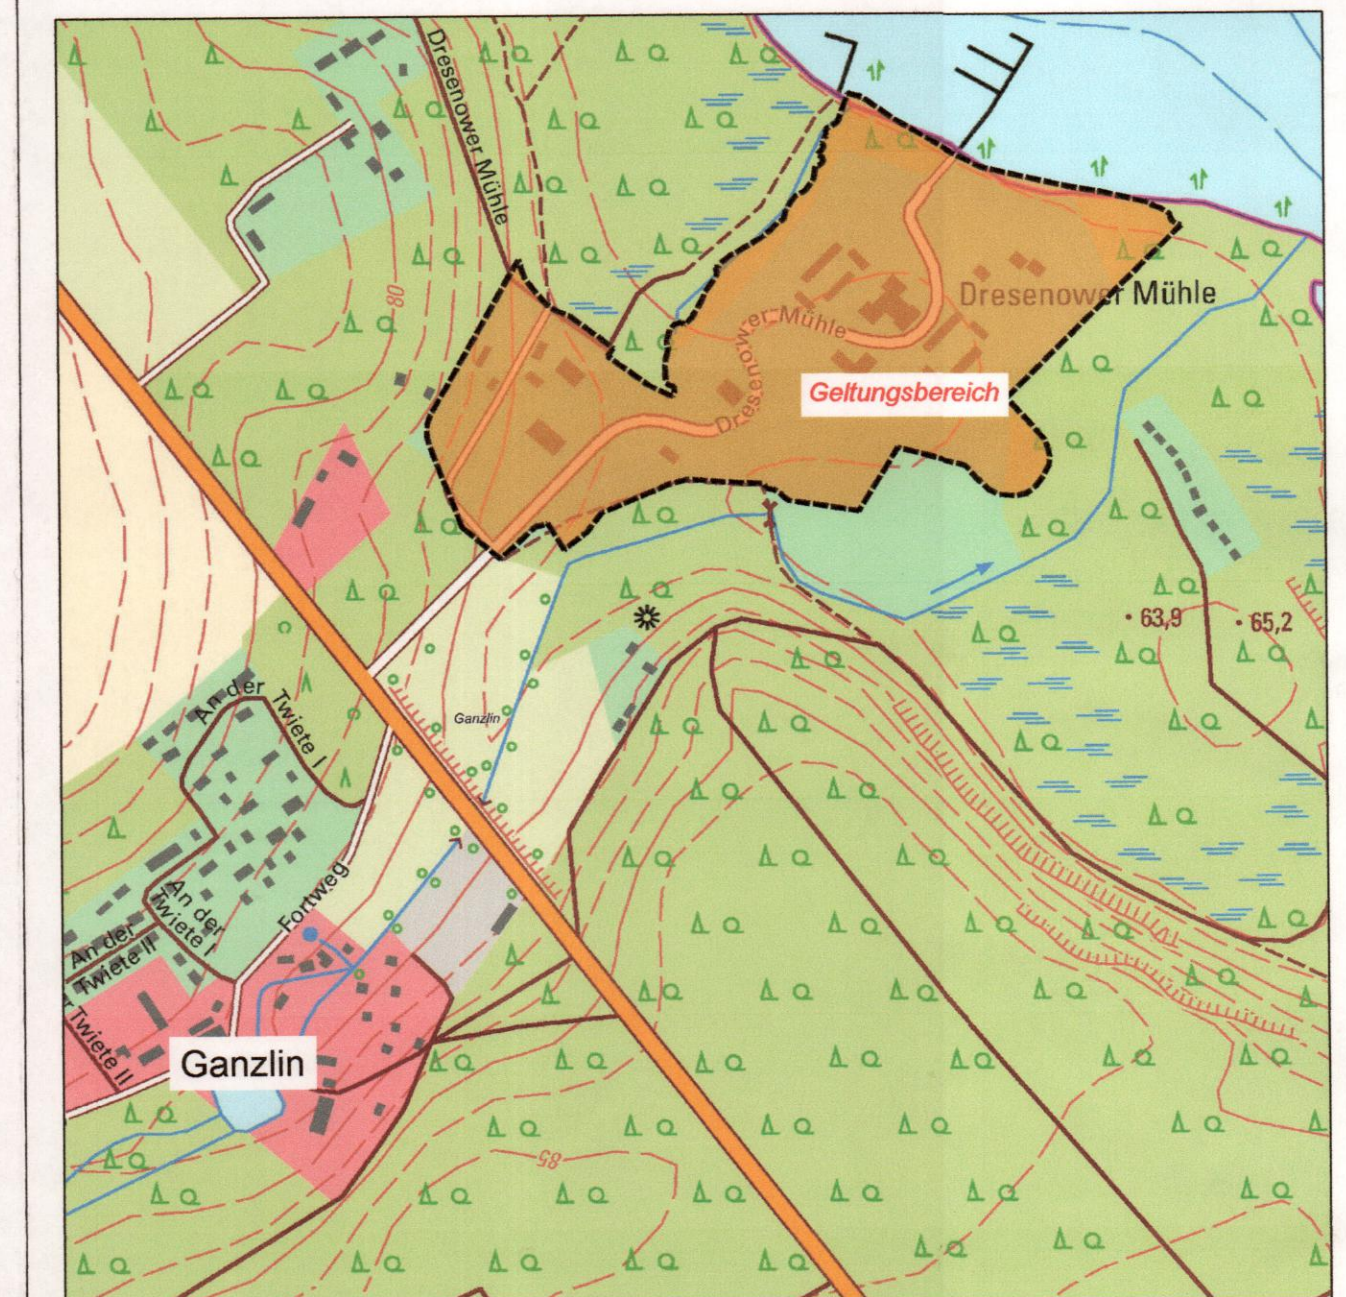 Dresenower Mühle
80
Dresenower Mühle
Dresenower Mühle
Geltungsbereich
63,9
65,2
An der Twiete I
Ganzlin
Fortweg
An der
Twiete I
An der
Twiete II
Twiete II
Ganzlin
85